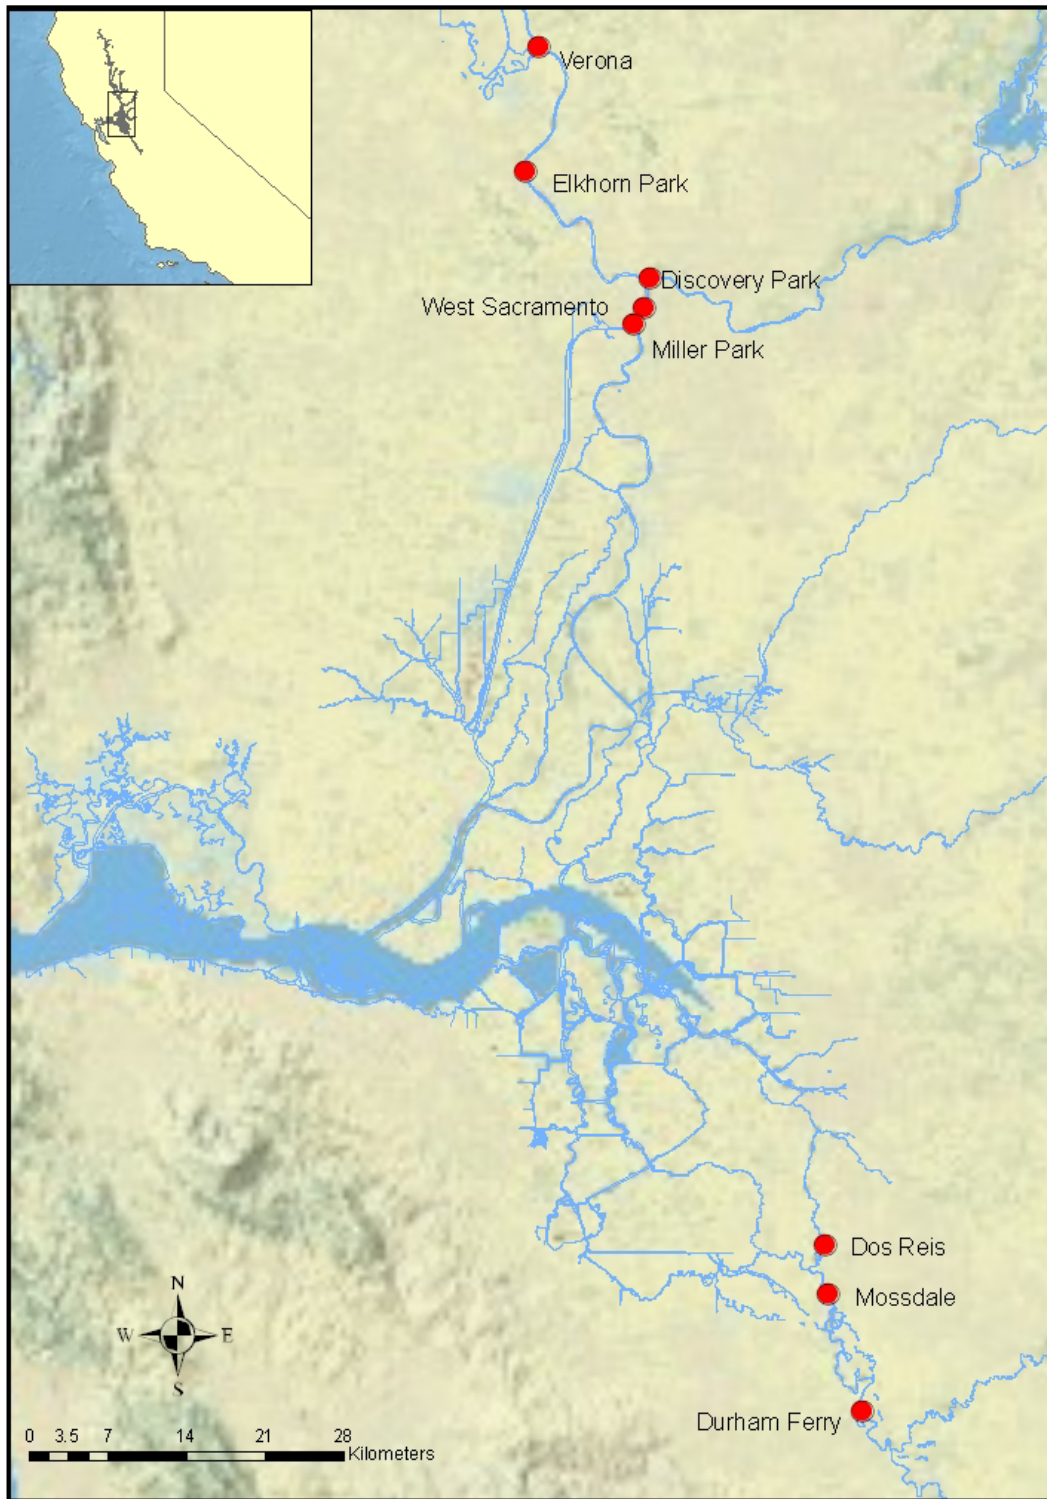 Verona
Elkhorn Park
Discovery Park
West Sacramento
Miller Park
Dos Reis
Mossdale
Durham Ferry
N
W E
S
0 3.5 7 14 21 28
Kilometers